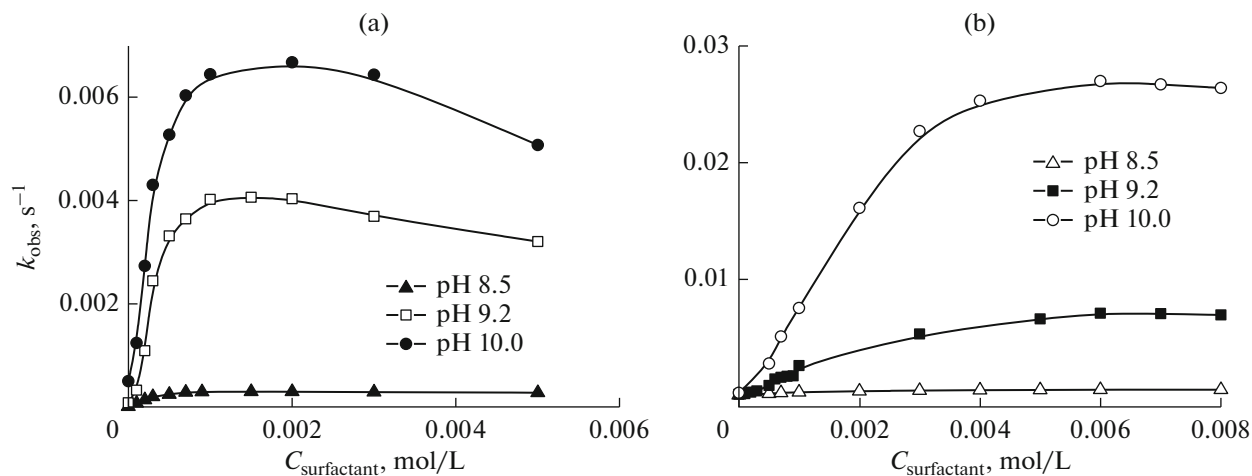 (a)
0.006
0.004
0.002
k_obs, s⁻¹
pH 8.5
pH 9.2
pH 10.0
0
0.002
0.004
0.006
C_surfactant, mol/L
(b)
0.03
0.02
0.01
0
pH 8.5
pH 9.2
pH 10.0
0.002
0.004
0.006
0.008
C_surfactant, mol/L